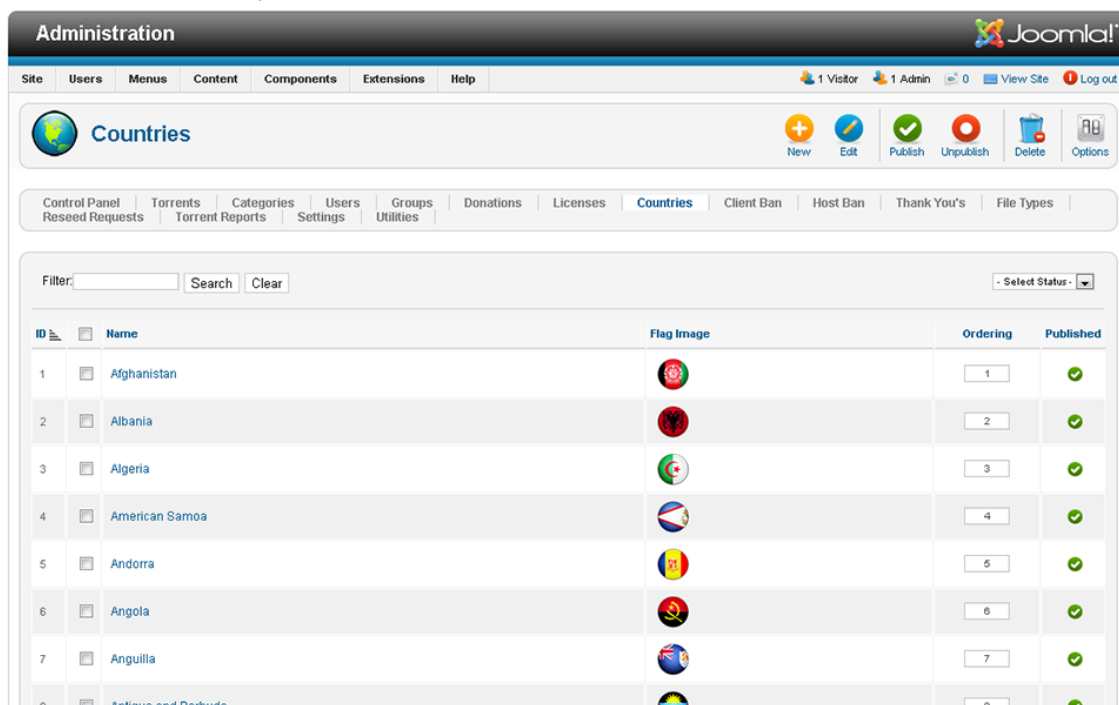 Administration Joomla!
Site Users Menus Content Components Extensions Help 1 Visitor 1 Admin 0 View Site Log out
Countries New Edit Publish Unpublish Delete Options
Control Panel Torrents Categories Users Groups Donations Licenses Countries Client Ban Host Ban Thank You's File Types
Reseed Requests Torrent Reports Settings Utilities
Filter: Search Clear - Select Status -
ID Name Flag Image Ordering Published
1 Afghanistan 1
2 Albania 2
3 Algeria 3
4 American Samoa 4
5 Andorra 5
6 Angola 6
7 Anguilla 7
Antigua and Barbuda